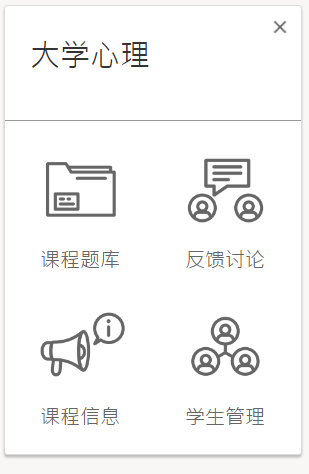 大学心理
课程题库
反馈讨论
课程信息
学生管理